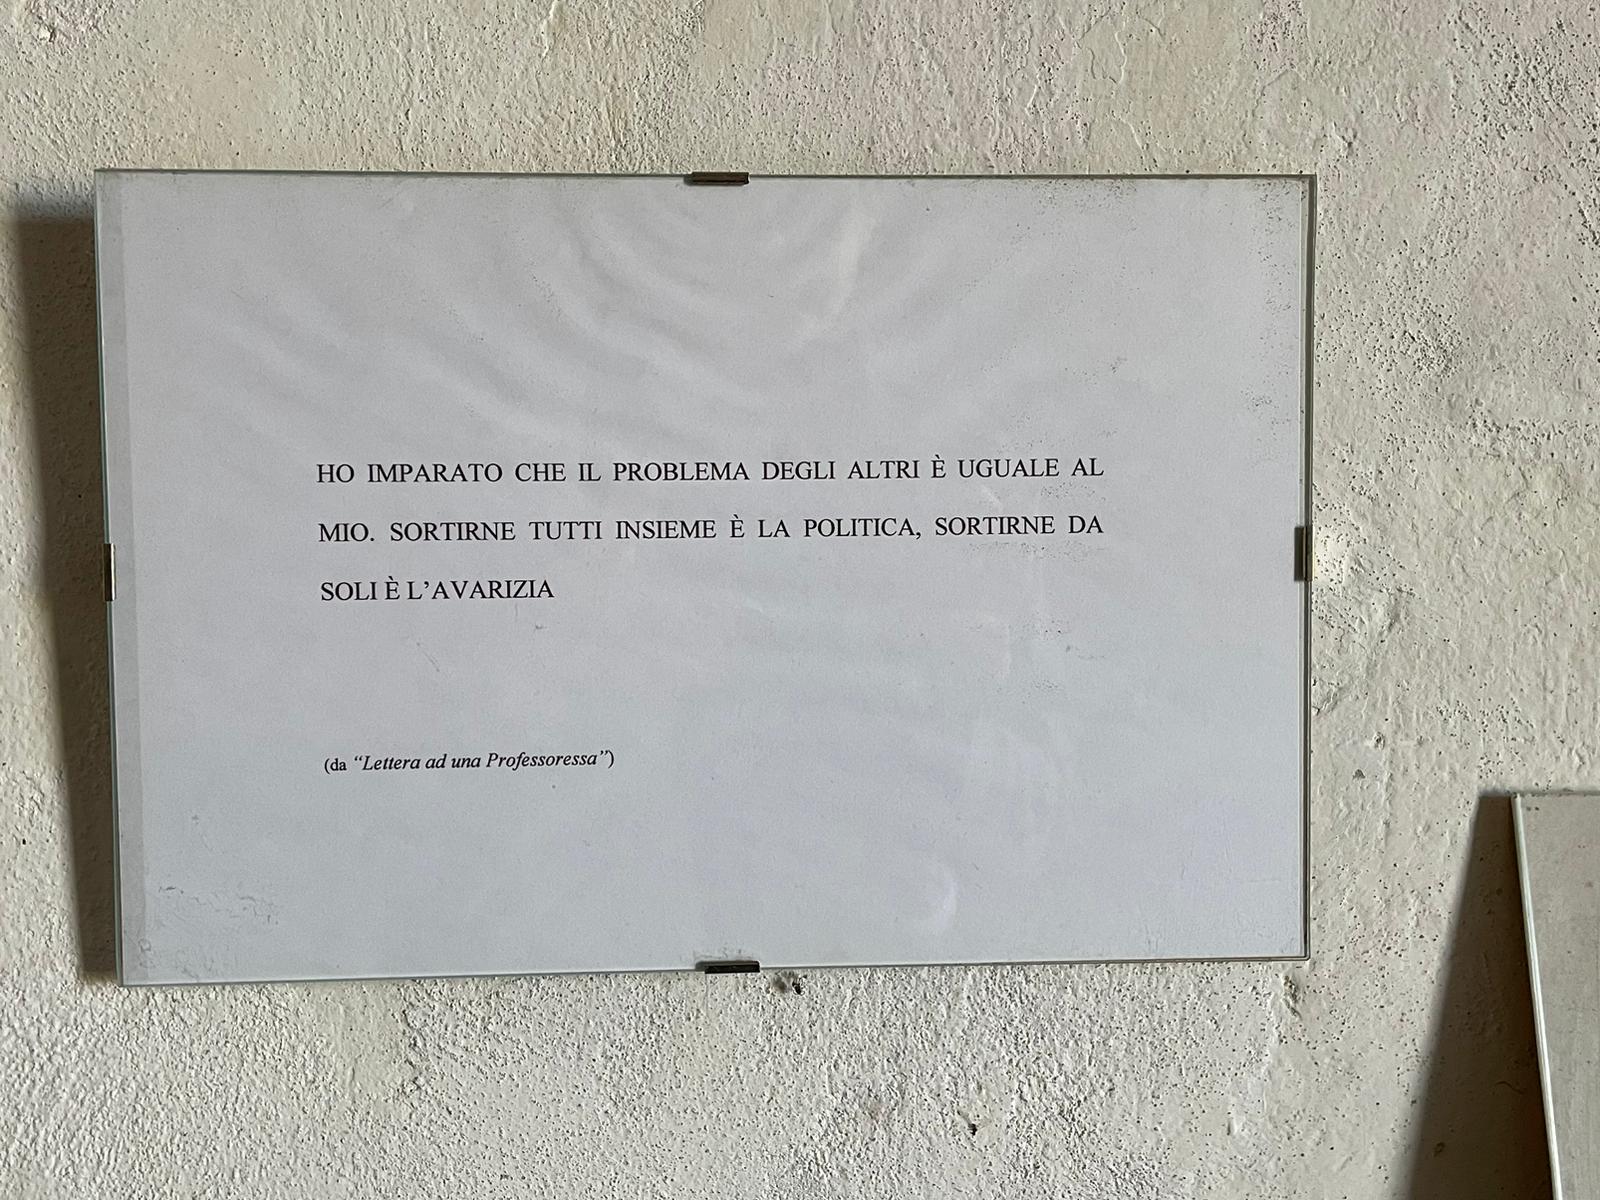 HO IMPARATO CHE IL PROBLEMA DEGLI ALTRI È UGUALE AL
MIO. SORTIRNE TUTTI INSIEME È LA POLITICA, SORTIRNE DA
SOLI È L’AVARIZIA
(da “Lettera ad una Professoressa”)